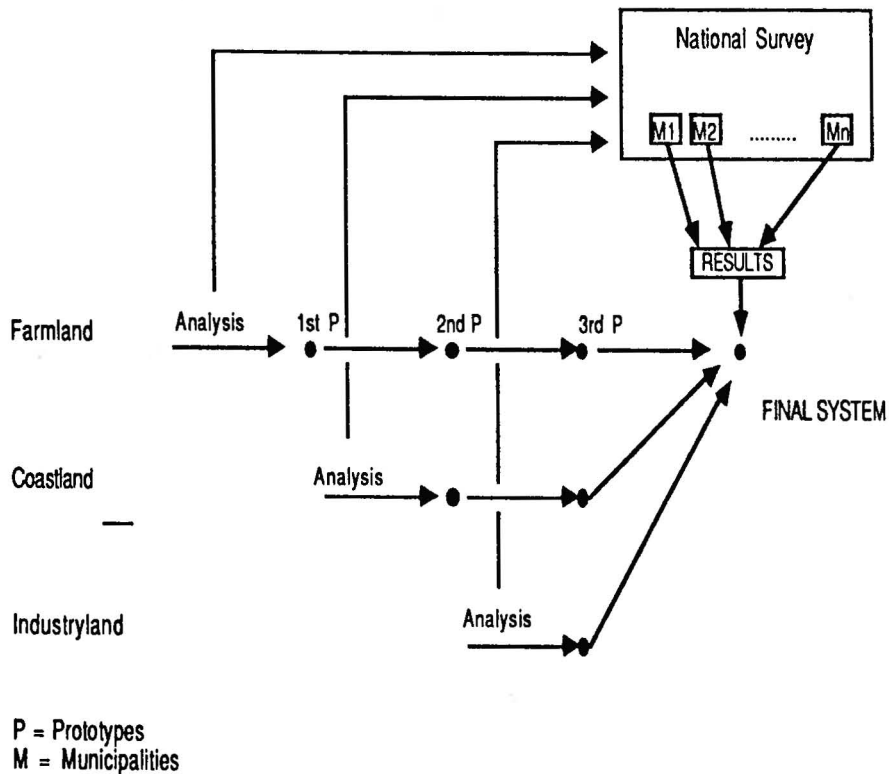 National Survey
M1 M2 ......... Mn
RESULTS
Farmland Analysis 1st P 2nd P 3rd P
FINAL SYSTEM
Coastland Analysis
Industryland Analysis
P = Prototypes
M = Municipalities